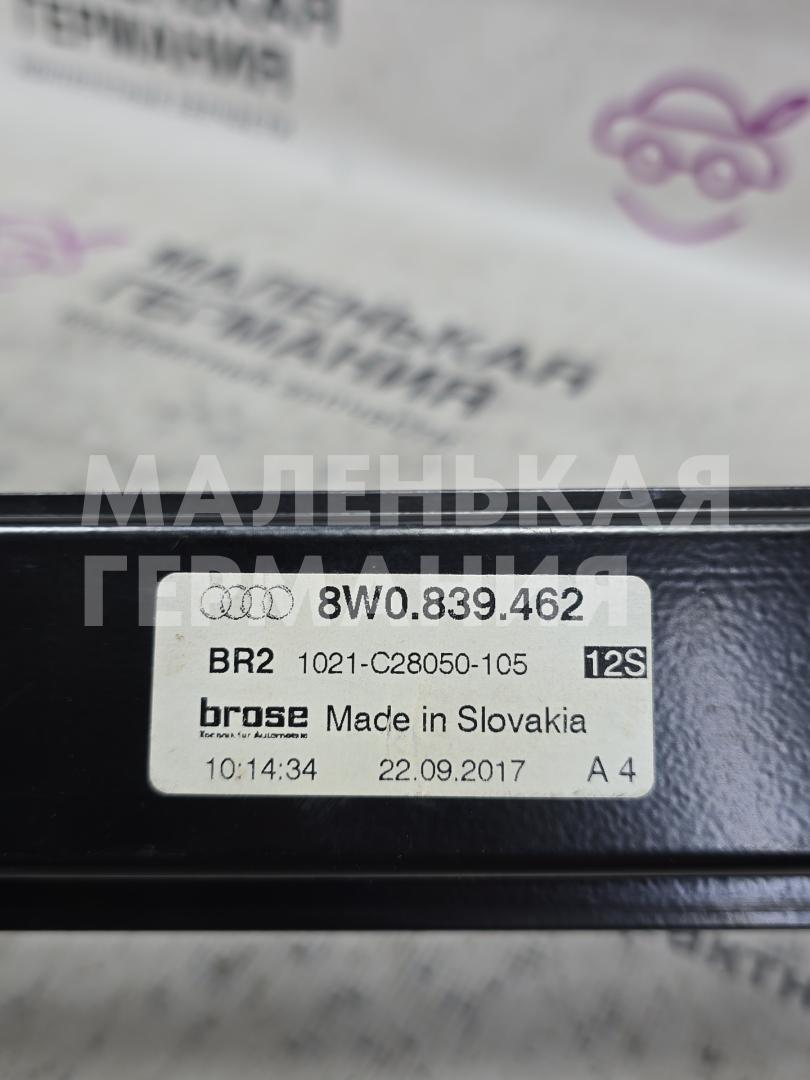 ГЕРМАНИЯ
МАЛЕНЬКАЯ
ГЕРМАНИЯ
МАЛЕНЬКАЯ
ГЕРМАНИЯ
8W0.839.462
BR2 1021-C28050-105 12S
brose Made in Slovakia
10:14:34 22.09.2017 A 4